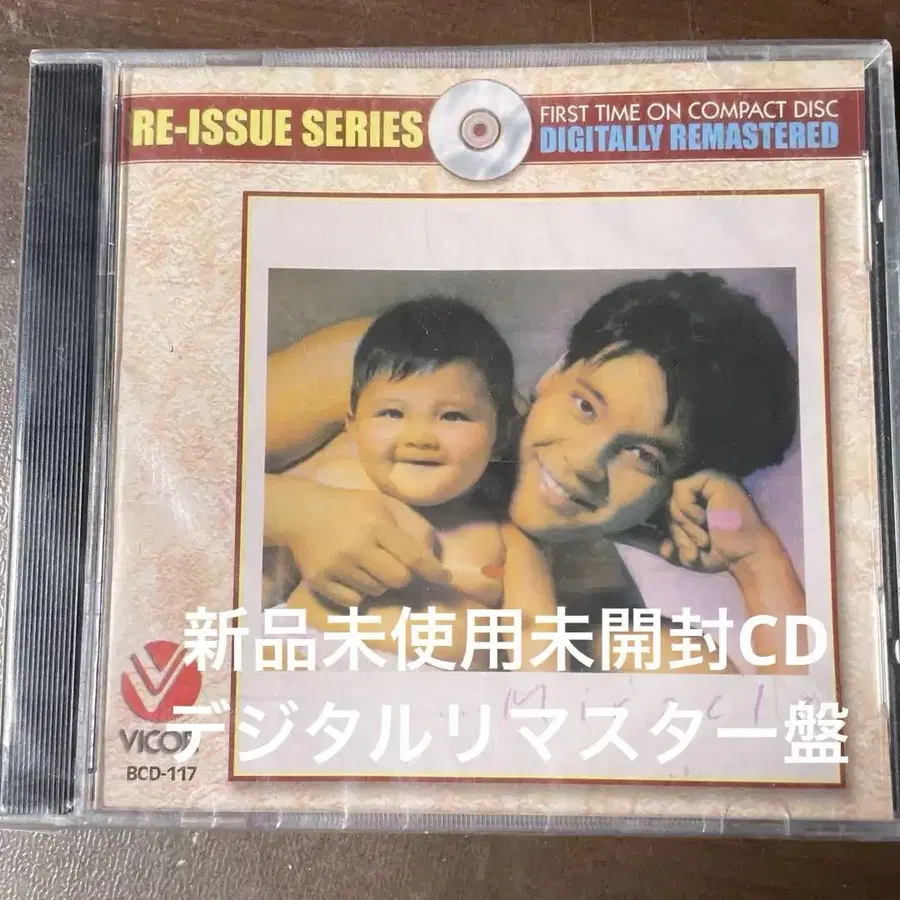 RE-ISSUE SERIES
FIRST TIME ON COMPACT DISC
DIGITALLY REMASTERED
新品未使用未開封CD
デジタルリマスター盤
VICOR
BCD-117